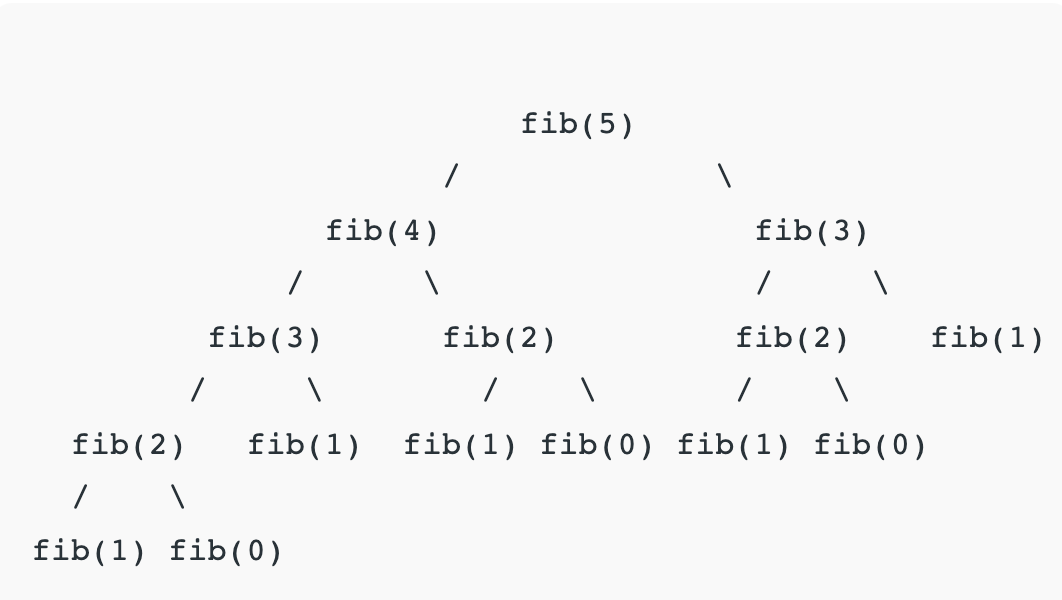 fib(5)
/ \
fib(4) fib(3)
/ \ / \
fib(3) fib(2) fib(2) fib(1)
/ \ / \ / \
fib(2) fib(1) fib(1) fib(0) fib(1) fib(0)
/ \
fib(1) fib(0)